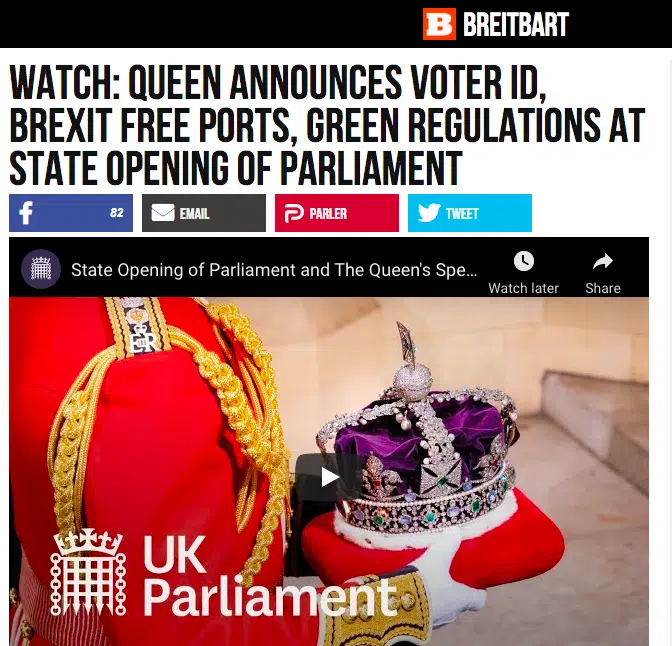 B BREITBART
WATCH: QUEEN ANNOUNCES VOTER ID,
BREXIT FREE PORTS, GREEN REGULATIONS AT
STATE OPENING OF PARLIAMENT
f 82 EMAIL PARLER TWEET
State Opening of Parliament and The Queen's Spe...
Watch later Share
EIIR
UK
Parliament